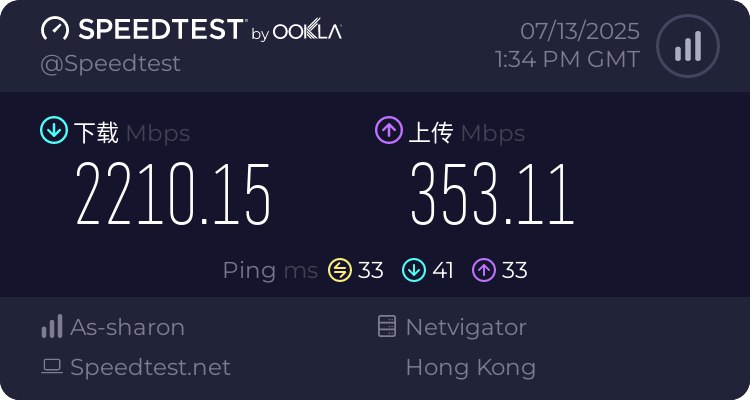 SPEEDTEST by OOKLA
@Speedtest
07/13/2025
1:34 PM GMT
下载 Mbps
2210.15
上传 Mbps
353.11
Ping ms 33 41 33
As-sharon
Speedtest.net
Netvigator
Hong Kong